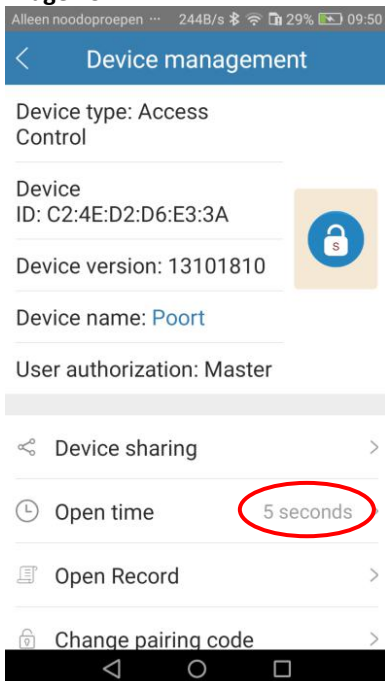 Alleen noodoproepen ··· 244B/s 29% 09:50
Device management
Device type: Access
Control
Device
ID: C2:4E:D2:D6:E3:3A
S
Device version: 13101810
Device name: Poort
User authorization: Master
Device sharing
Open time 5 seconds
Open Record
Change pairing code